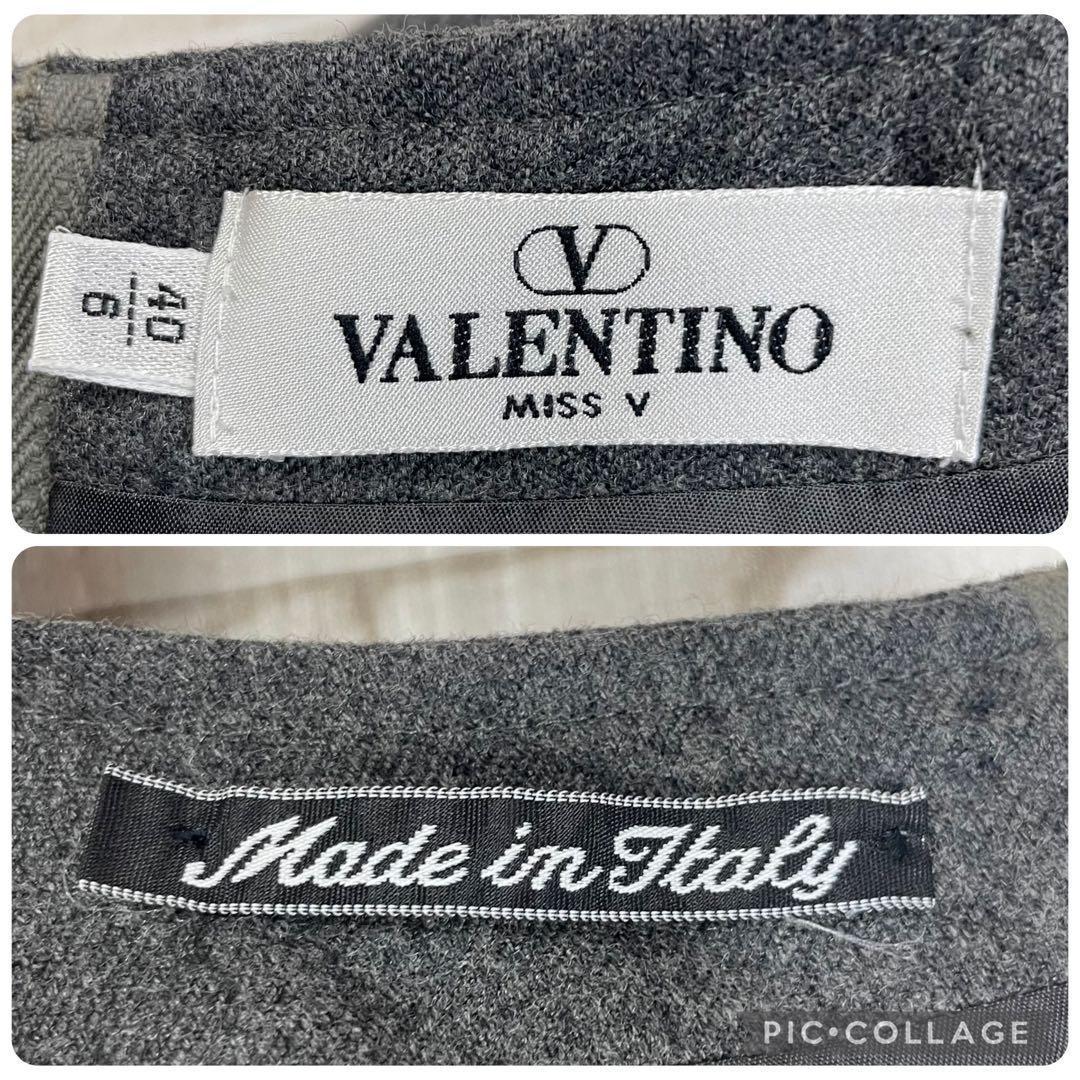 40
6
V
VALENTINO
MISS V
Made in Italy
PIC•COLLAGE